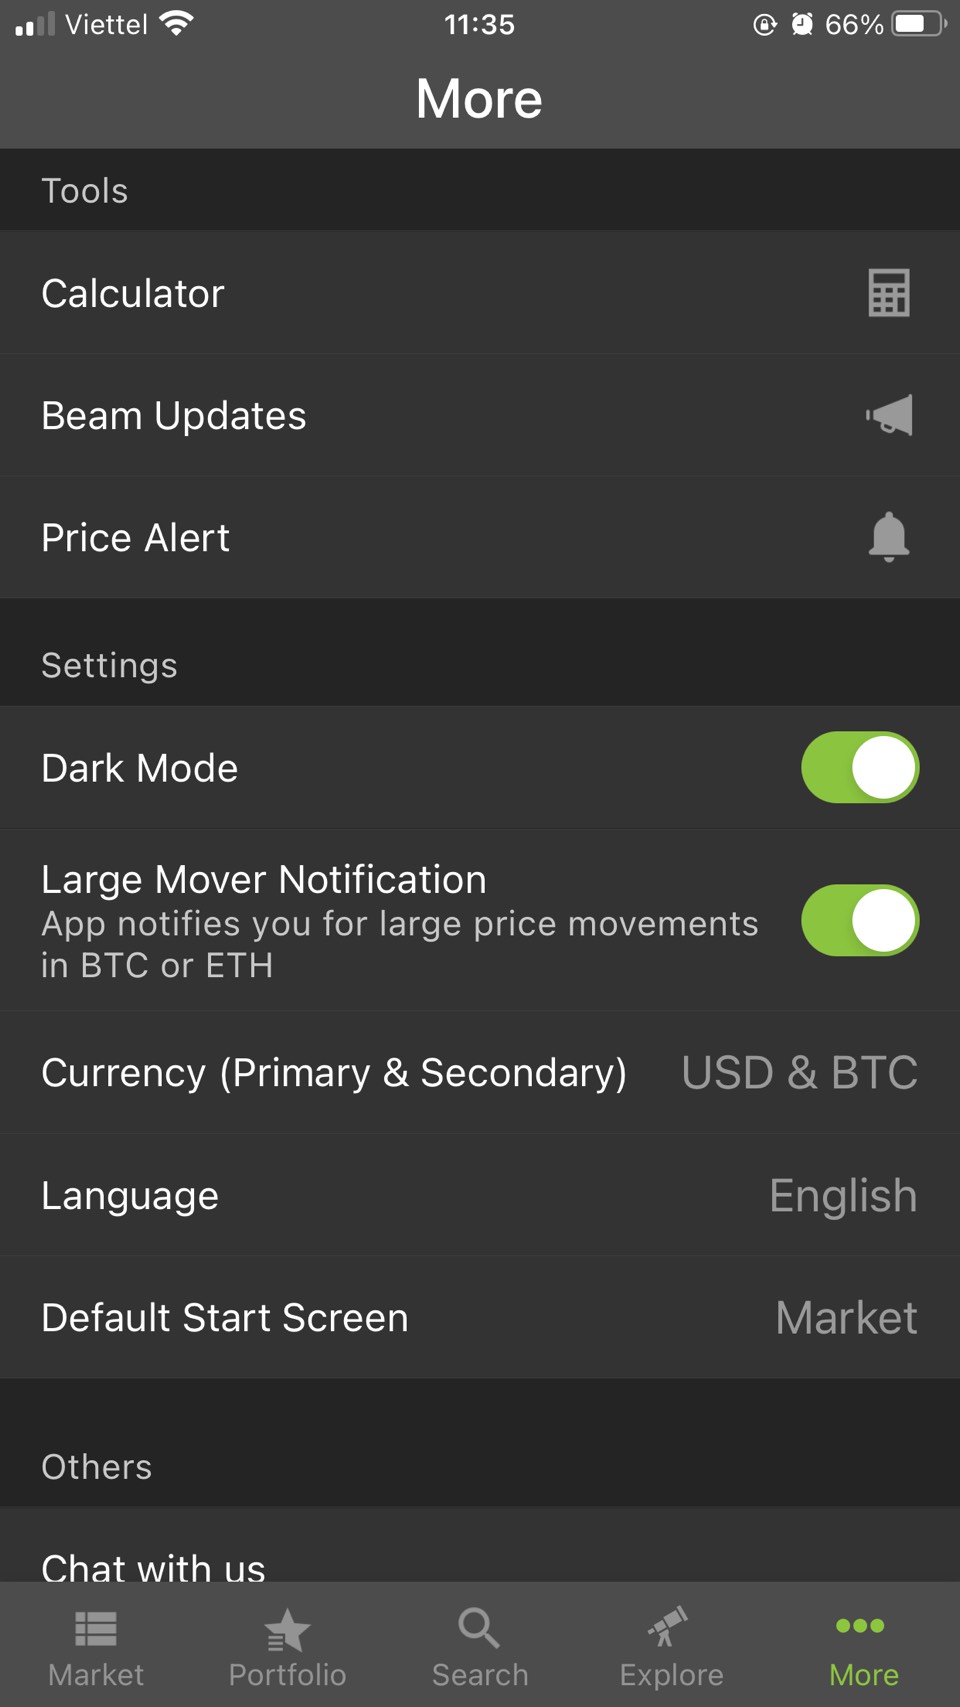 Viettel 11:35 66%
More
Tools
Calculator
Beam Updates
Price Alert
Settings
Dark Mode
Large Mover Notification
App notifies you for large price movements
in BTC or ETH
Currency (Primary & Secondary) USD & BTC
Language English
Default Start Screen Market
Others
Chat with us
Market Portfolio Search Explore More